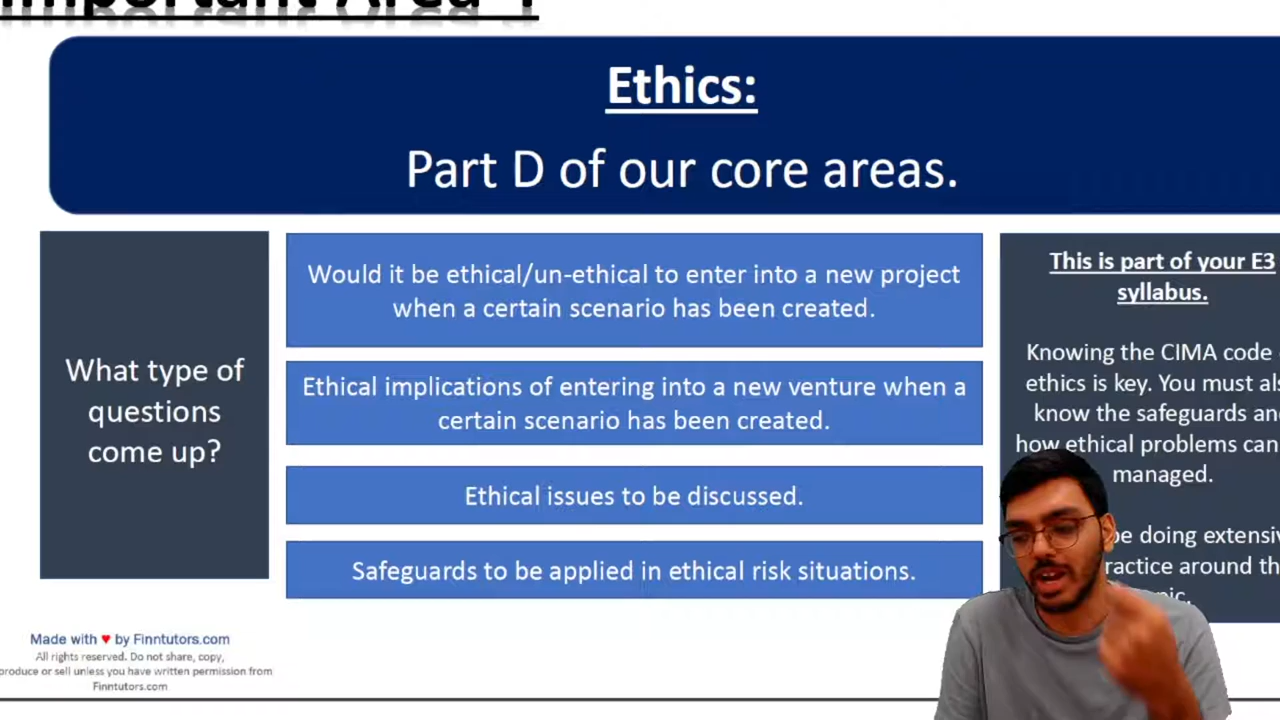 Important Area
Ethics:
Part D of our core areas.
What type of
questions
come up?
Would it be ethical/un-ethical to enter into a new project
when a certain scenario has been created.
Ethical implications of entering into a new venture when a
certain scenario has been created.
Ethical issues to be discussed.
Safeguards to be applied in ethical risk situations.
This is part of your E3
syllabus.
Knowing the CIMA code
ethics is key. You must
know the safeguards
how ethical problems can
managed.
be doing
around
Made with ♥ by Finntutors.com
All rights reserved. Do not share, copy,
or sell unless you have written permission from
Finntutors.com